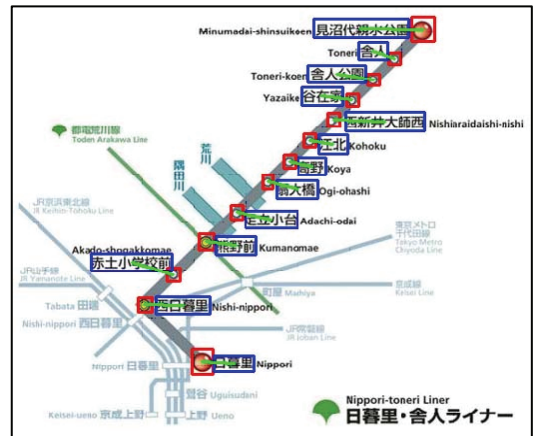 Minumadai-shinsuikoen 見沼代親水公園
Toneri 舎人
Toneri-koen 舎人公園
Yazaike 谷在家
西新井大師西 Nishiaraidaishi-nishi
江北 Kohoku
高野 Koya
扇大橋 Ogi-ohashi
足立小台 Adachi-odai
熊野前 Kumanomae
Akado-shogakkomae
赤土小学校前
西日暮里 Nishi-nippori
日暮里 Nippori
都電荒川線
Toden Arakawa Line
荒川
隅田川
JR京浜東北線
JR Keihin-Tohoku Line
JR山手線
JR Yamanote Line
東京メトロ
千代田線
Tokyo Metro
Chiyoda Line
京成線
Keisei Line
町屋 Machiya
JR常磐線
JR Joban Line
Tabata 田端
Nishi-nippori 西日暮里
Nippori 日暮里
鶯谷 Uguisudani
Keisei-ueno 京成上野
上野 Ueno
Nippori-toneri Liner
日暮里・舎人ライナー